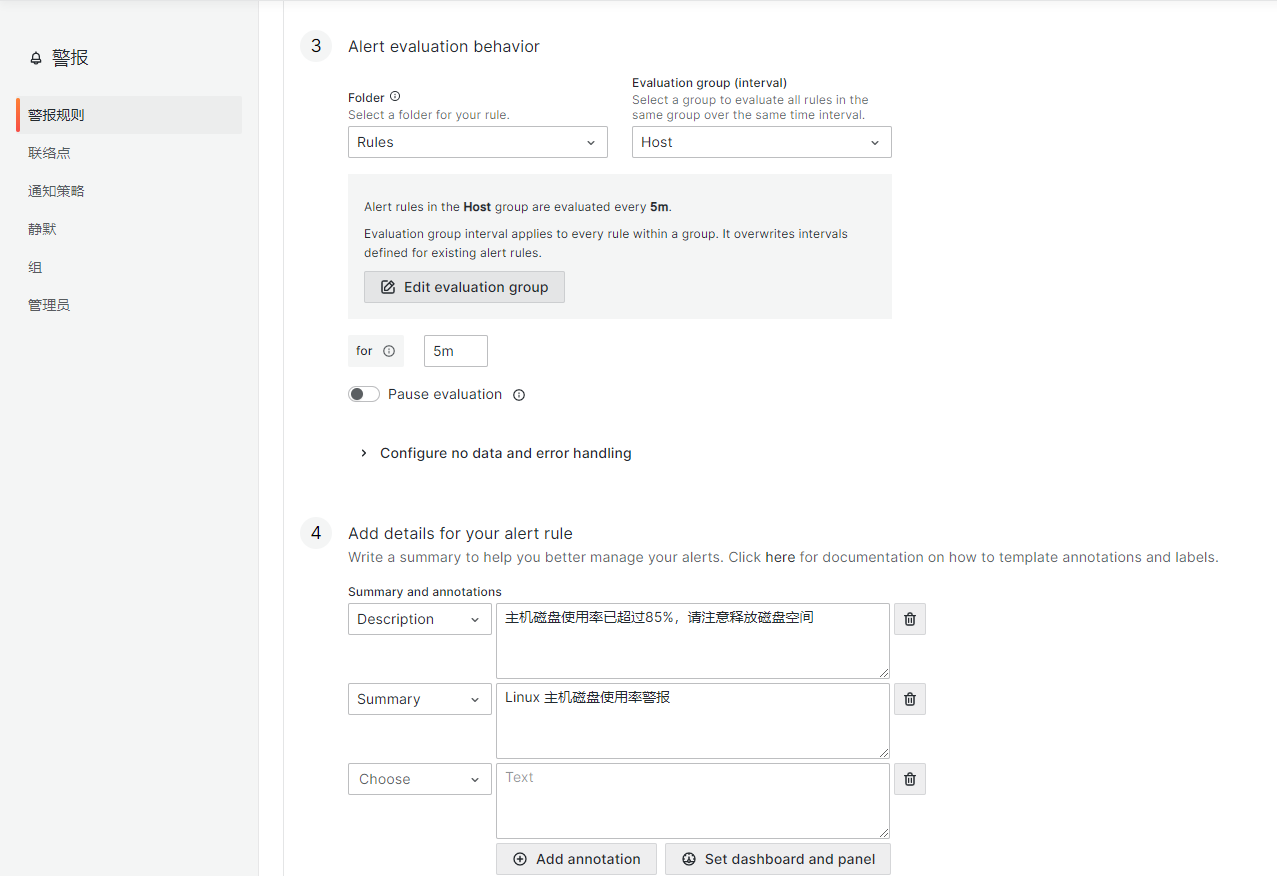 警报
警报规则
联络点
通知策略
静默
组
管理员
3 Alert evaluation behavior
Folder
Select a folder for your rule.
Rules
Evaluation group (interval)
Select a group to evaluate all rules in the
same group over the same time interval.
Host
Alert rules in the Host group are evaluated every 5m.
Evaluation group interval applies to every rule within a group. It overwrites intervals
defined for existing alert rules.
Edit evaluation group
for 5m
Pause evaluation
Configure no data and error handling
4 Add details for your alert rule
Write a summary to help you better manage your alerts. Click here for documentation on how to template annotations and labels.
Summary and annotations
Description 主机磁盘使用率已超过85%，请注意释放磁盘空间
Summary Linux 主机磁盘使用率警报
Choose Text
Add annotation Set dashboard and panel